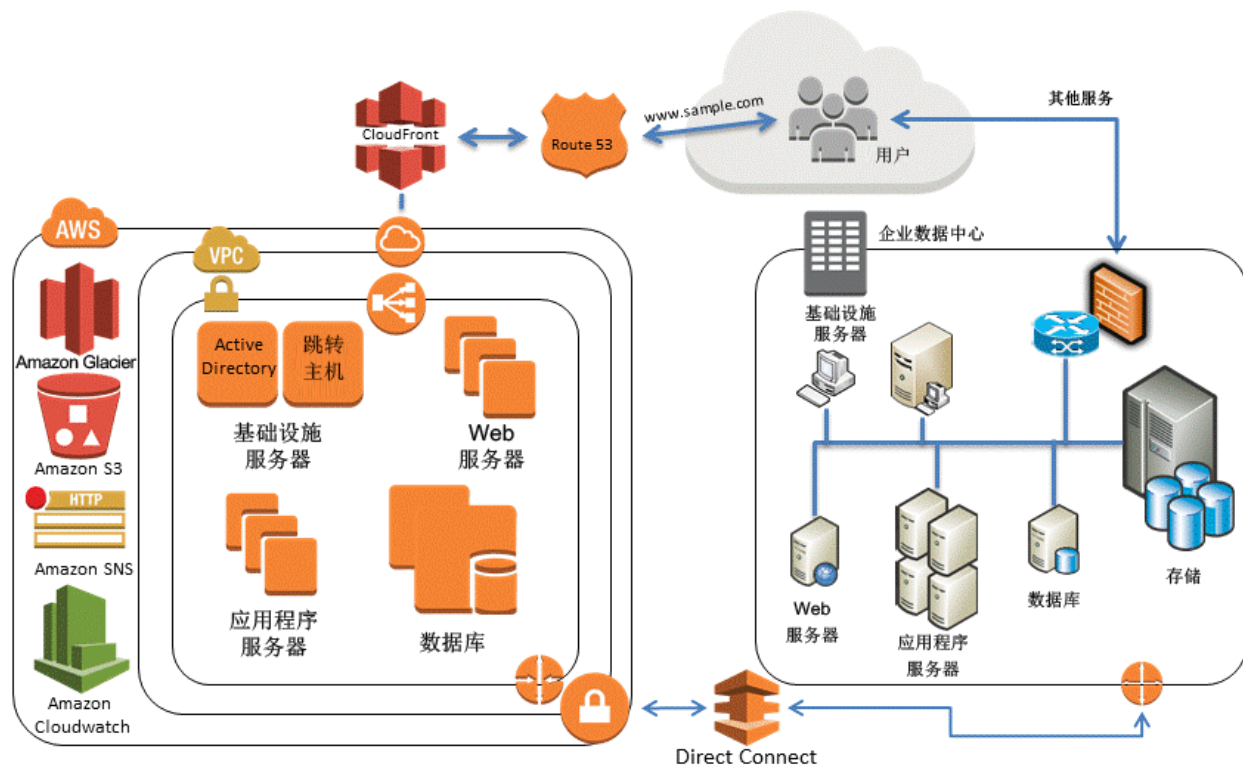 www.sample.com
其他服务
CloudFront
Route 53
用户
AWS
VPC
企业数据中心
Amazon Glacier
Active
Directory
跳转
主机
基础设施
服务器
Web
服务器
基础设施
服务器
Amazon S3
HTTP
Amazon SNS
应用程序
服务器
数据库
Web
服务器
应用程序
服务器
数据库
存储
Amazon
Cloudwatch
Direct Connect